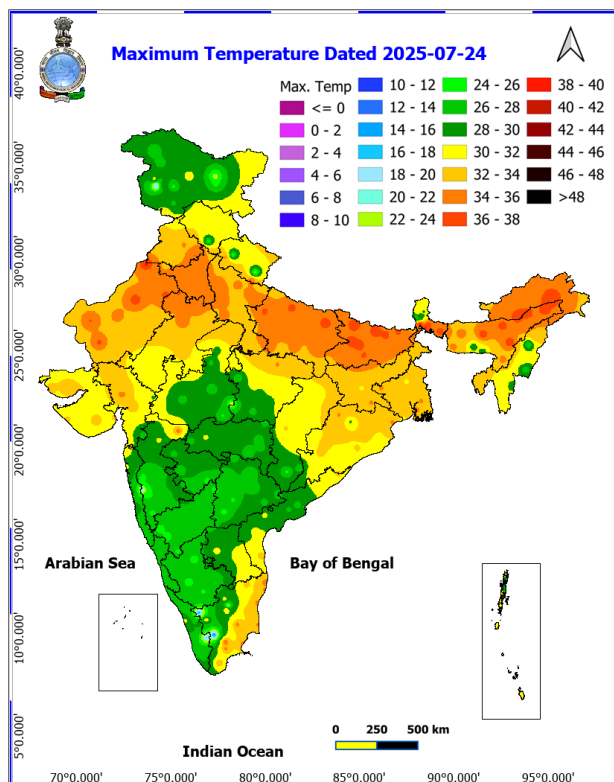 Maximum Temperature Dated 2025-07-24
Max. Temp
<= 0
0 - 2
2 - 4
4 - 6
6 - 8
8 - 10
10 - 12
12 - 14
14 - 16
16 - 18
18 - 20
20 - 22
22 - 24
24 - 26
26 - 28
28 - 30
30 - 32
32 - 34
34 - 36
36 - 38
38 - 40
40 - 42
42 - 44
44 - 46
46 - 48
>48
40°0.000'
35°0.000'
30°0.000'
25°0.000'
20°0.000'
15°0.000'
10°0.000'
5°0.000'
Arabian Sea
Bay of Bengal
0 250 500 km
Indian Ocean
70°0.000' 75°0.000' 80°0.000' 85°0.000' 90°0.000' 95°0.000'